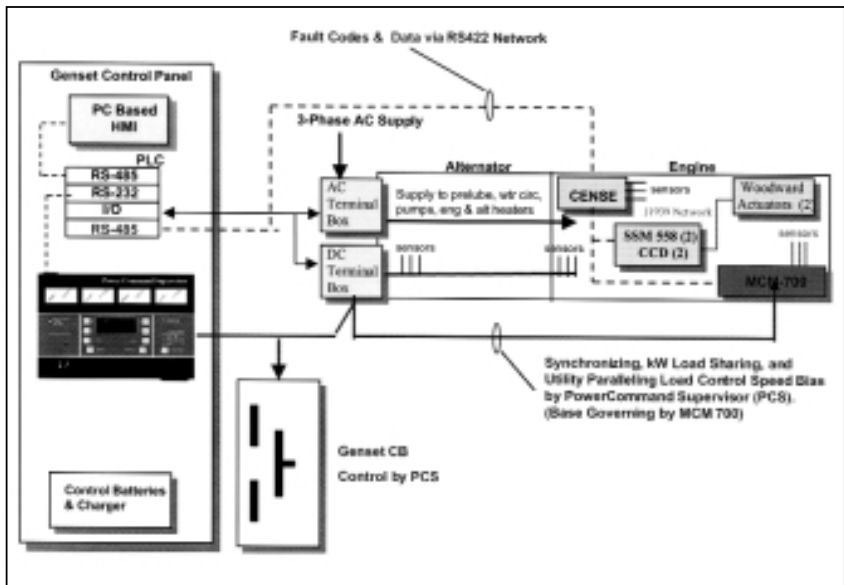 Fault Codes & Data via RS422 Network
Genset Control Panel
PC Based
HMI
PLC
RS-485
RS-232
I/O
RS-485
3-Phase AC Supply
Alternator
Engine
AC
Terminal
Box
Supply to prelube, wtr circ,
pumps, eng & alt heaters
CENSE
sensors
J1939 Network
Woodward
Actuators (2)
SSM 558 (2)
CCD (2)
sensors
MCM-700
DC
Terminal
Box
sensors
sensors
Synchronizing, kW Load Sharing, and
Utility Paralleling Load Control Speed Bias
by PowerCommand Supervisor (PCS).
(Base Governing by MCM 700)
Genset CB
Control by PCS
Control Batteries
& Charger